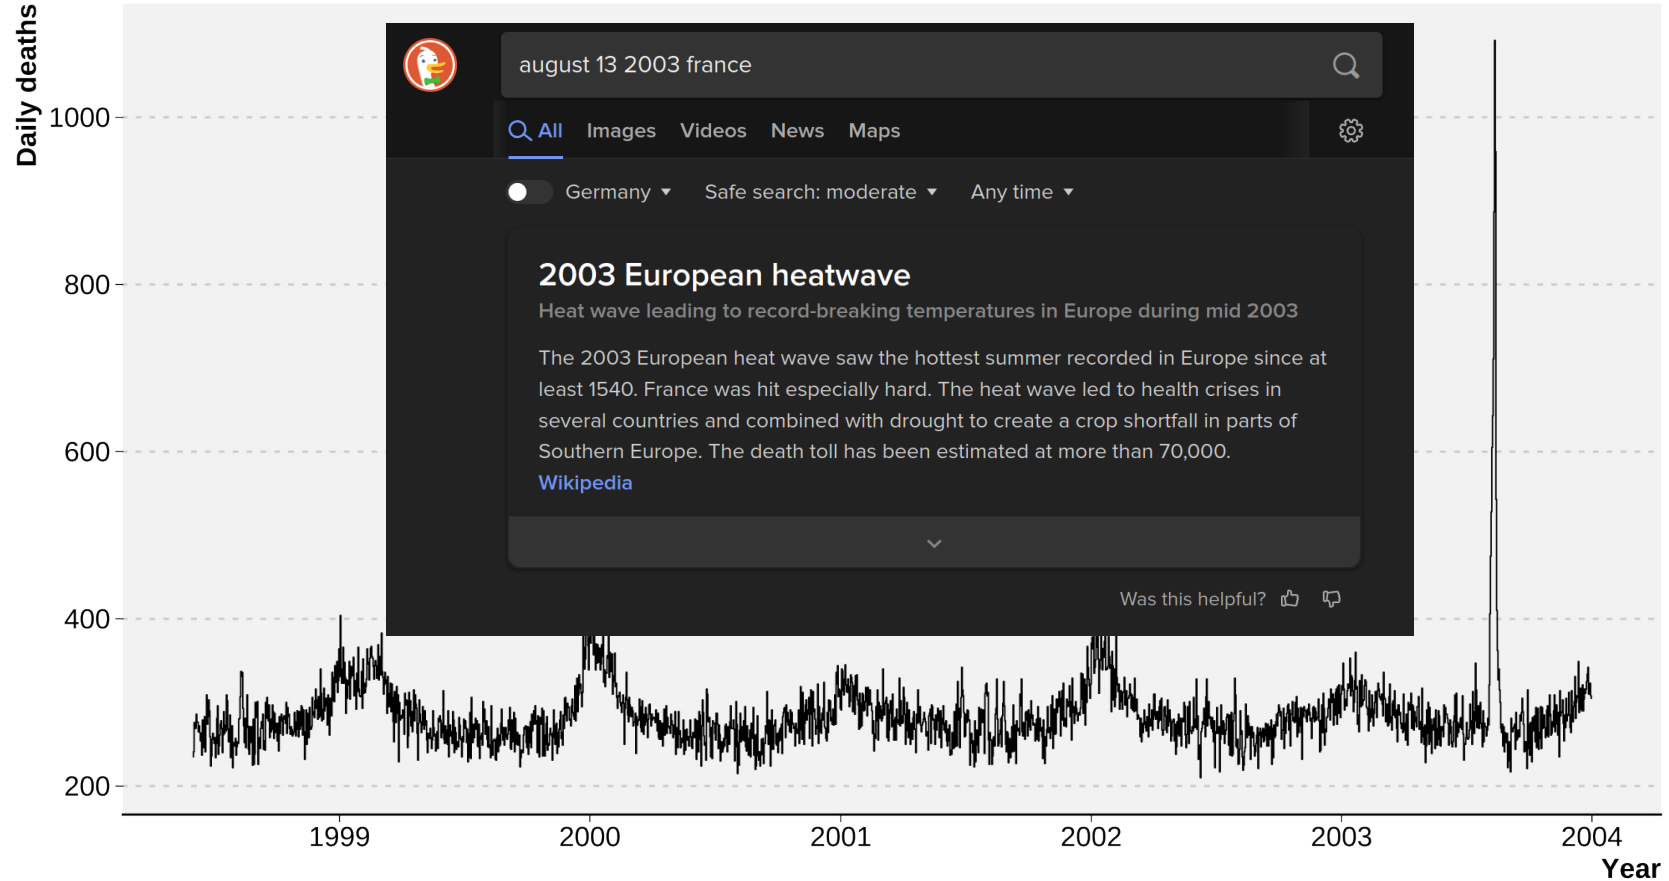 Daily deaths
1000
800
600
400
200
august 13 2003 france
All Images Videos News Maps
Germany Safe search: moderate Any time
2003 European heatwave
Heat wave leading to record-breaking temperatures in Europe during mid 2003
The 2003 European heat wave saw the hottest summer recorded in Europe since at
least 1540. France was hit especially hard. The heat wave led to health crises in
several countries and combined with drought to create a crop shortfall in parts of
Southern Europe. The death toll has been estimated at more than 70,000.
Wikipedia
Was this helpful?
1999 2000 2001 2002 2003 2004
Year